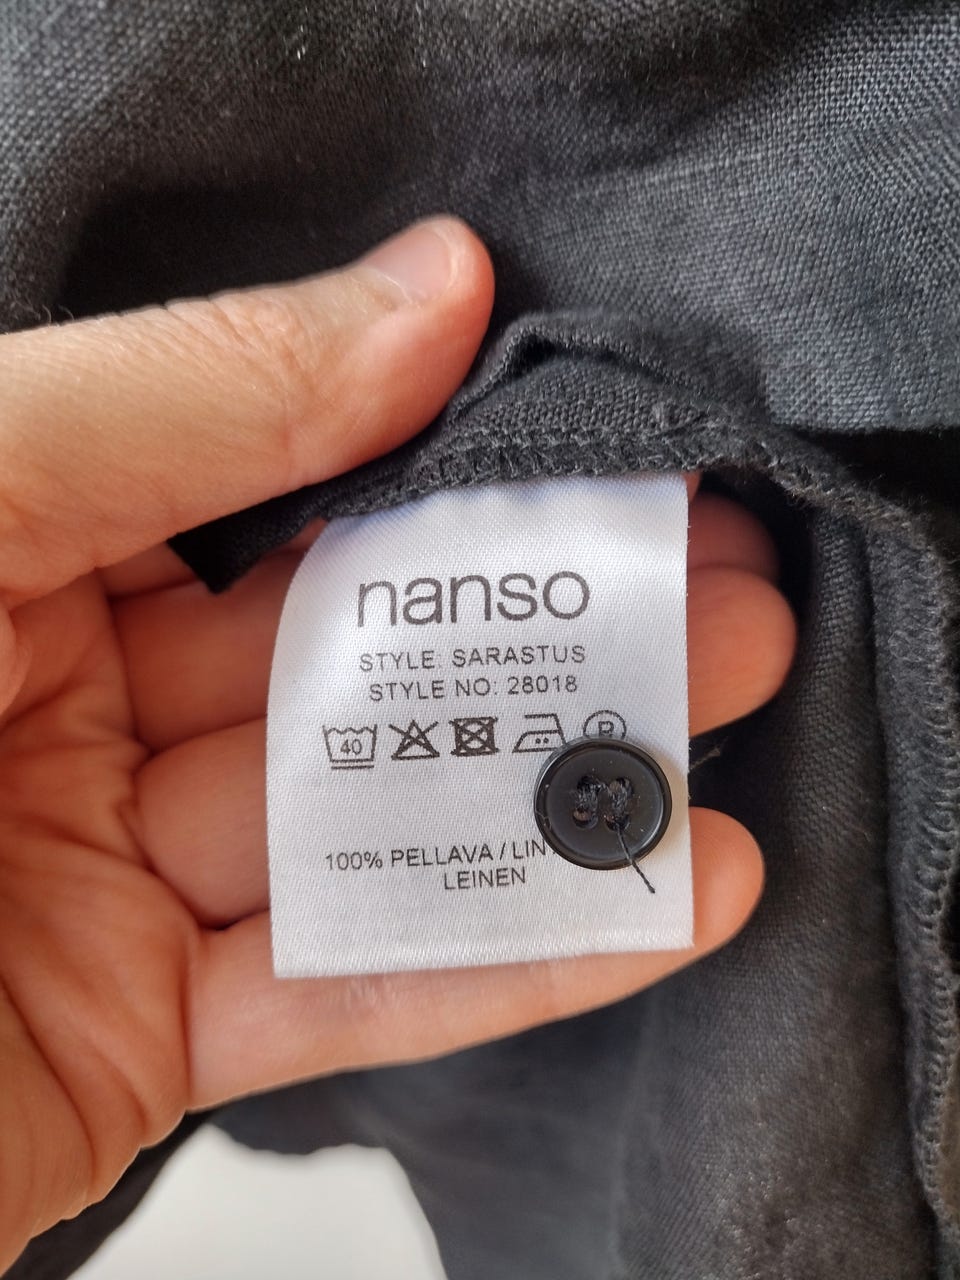 nanso
STYLE: SARASTUS
STYLE NO: 28018
40 P
100% PELLAVA / LIN
LEINEN